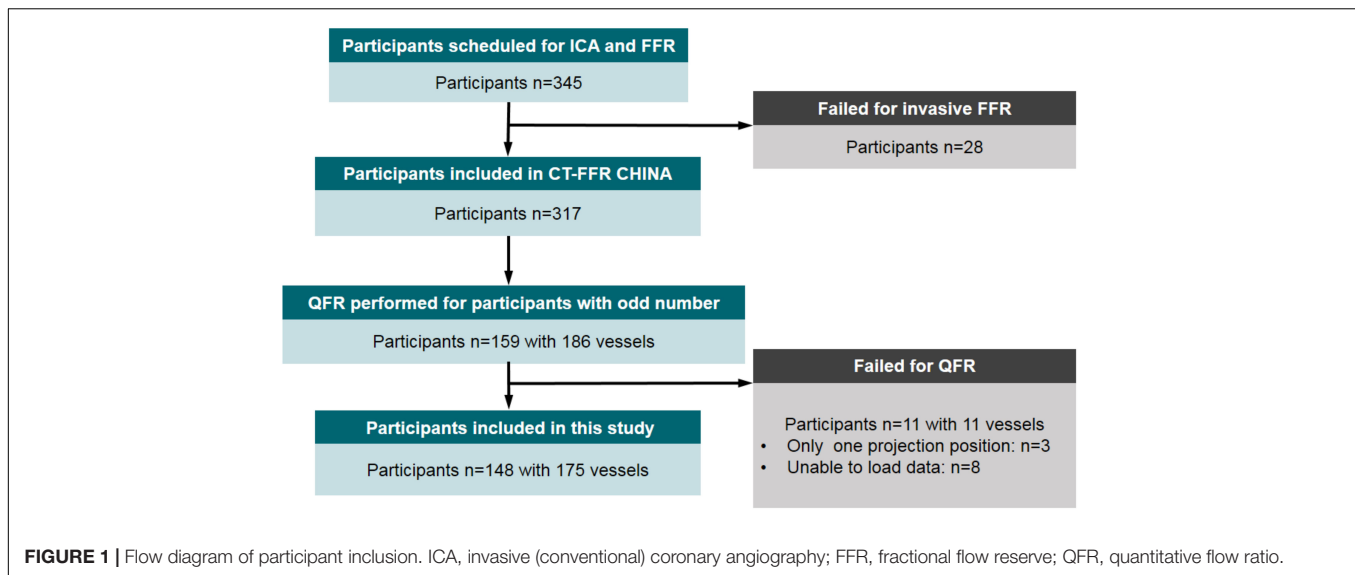 Participants scheduled for ICA and FFR
Participants n=345
Failed for invasive FFR
Participants n=28
Participants included in CT-FFR CHINA
Participants n=317
QFR performed for participants with odd number
Participants n=159 with 186 vessels
Failed for QFR
Participants n=11 with 11 vessels
• Only one projection position: n=3
• Unable to load data: n=8
Participants included in this study
Participants n=148 with 175 vessels
FIGURE 1 | Flow diagram of participant inclusion. ICA, invasive (conventional) coronary angiography; FFR, fractional flow reserve; QFR, quantitative flow ratio.